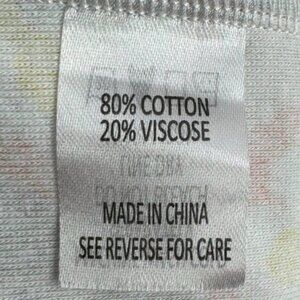 80% COTTON
20% VISCOSE
MADE IN CHINA
SEE REVERSE FOR CARE